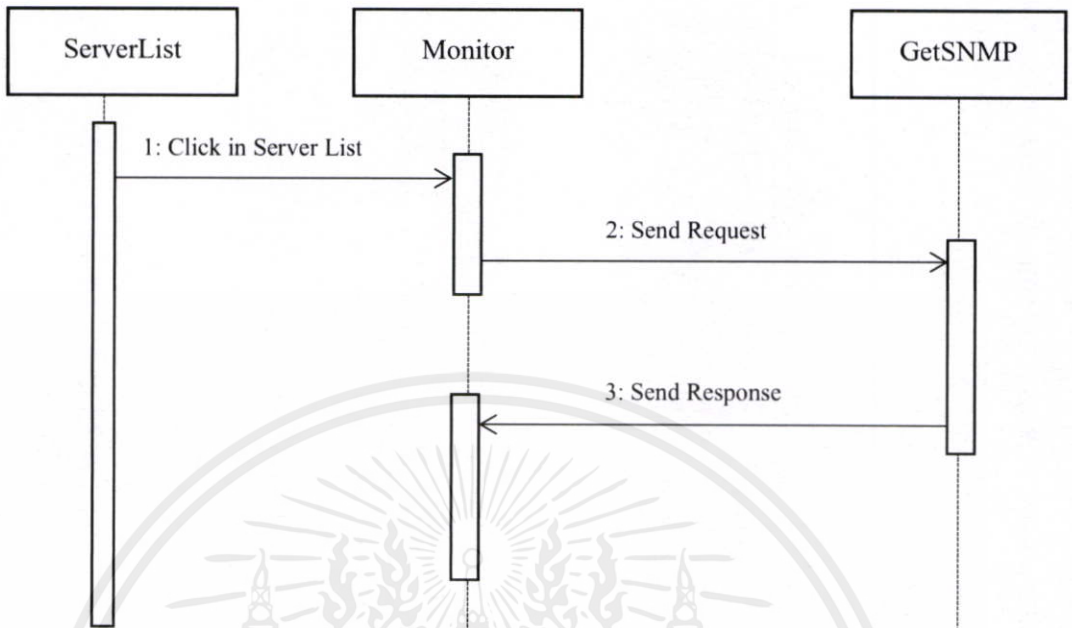 ServerList
Monitor
GetSNMP
1: Click in Server List
2: Send Request
3: Send Response